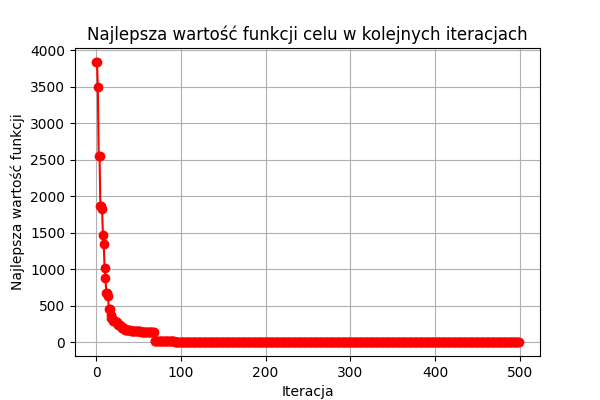 Najlepsza wartość funkcji celu w kolejnych iteracjach
4000
3500
3000
2500
2000
1500
1000
500
0
Najlepsza wartość funkcji
0 100 200 300 400 500
Iteracja